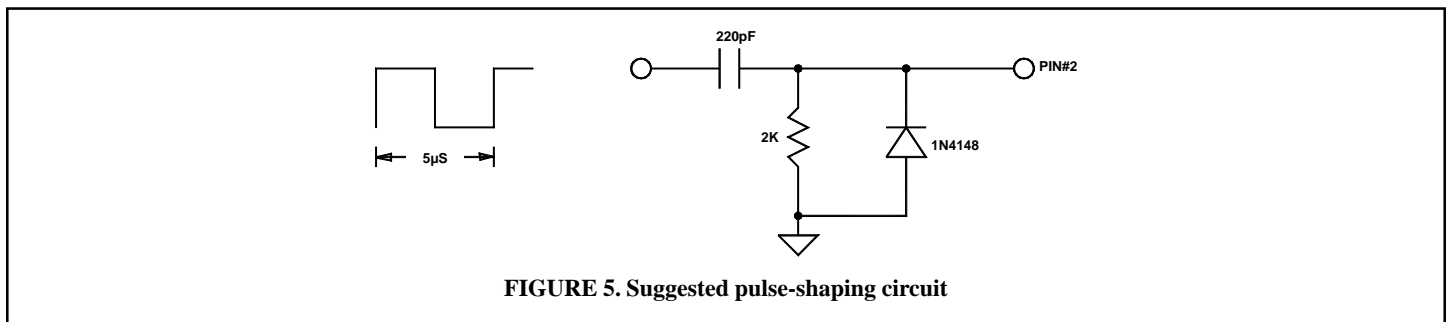 220pF
PIN#2
2K
1N4148
5µS
FIGURE 5. Suggested pulse-shaping circuit